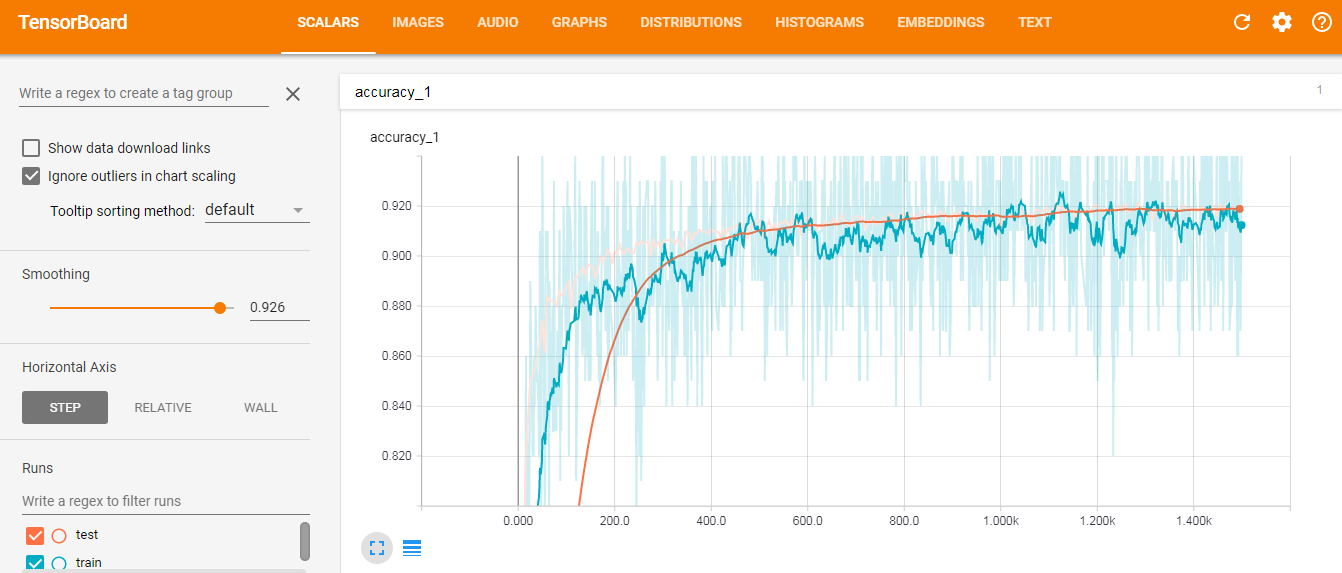 TensorBoard SCALARS IMAGES AUDIO GRAPHS DISTRIBUTIONS HISTOGRAMS EMBEDDINGS TEXT
Write a regex to create a tag group
Show data download links
Ignore outliers in chart scaling
Tooltip sorting method: default
Smoothing
0.926
Horizontal Axis
STEP RELATIVE WALL
Runs
Write a regex to filter runs
test
train
accuracy_1 1
accuracy_1
0.920
0.900
0.880
0.860
0.840
0.820
0.000 200.0 400.0 600.0 800.0 1.000k 1.200k 1.400k